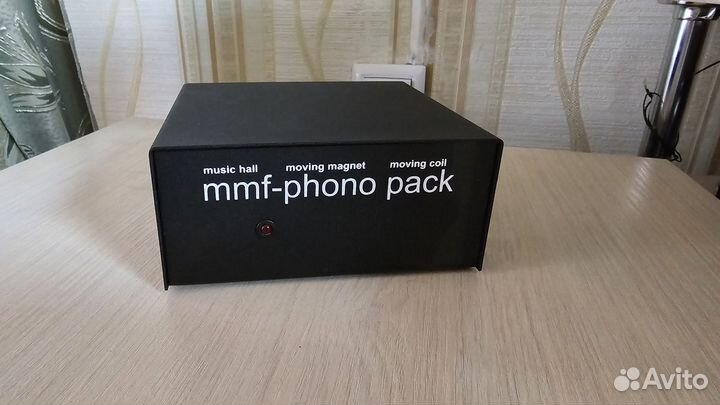 music hall moving magnet moving coil
mmf-phono pack
Avito